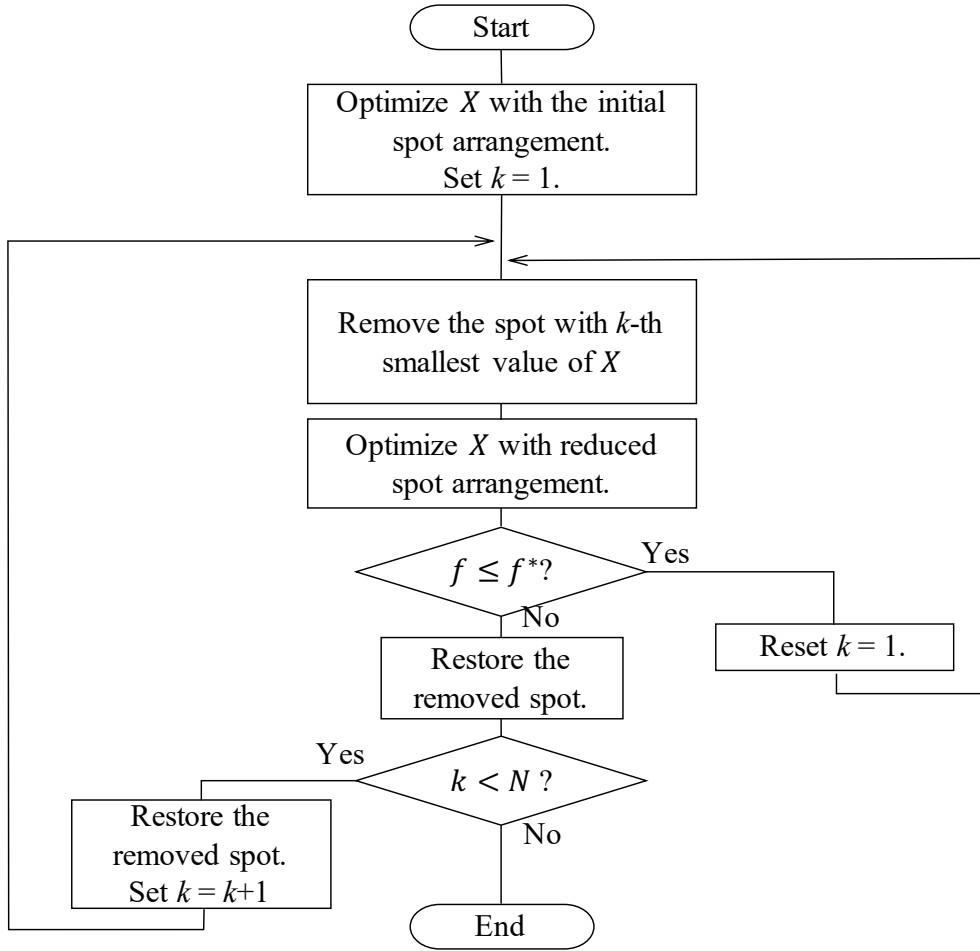 Start
Optimize X with the initial
spot arrangement.
Set k = 1.
Remove the spot with k-th
smallest value of X
Optimize X with reduced
spot arrangement.
f ≤ f*?
Yes
No
Reset k = 1.
Restore the
removed spot.
k < N ?
Yes
No
Restore the
removed spot.
Set k = k+1
End